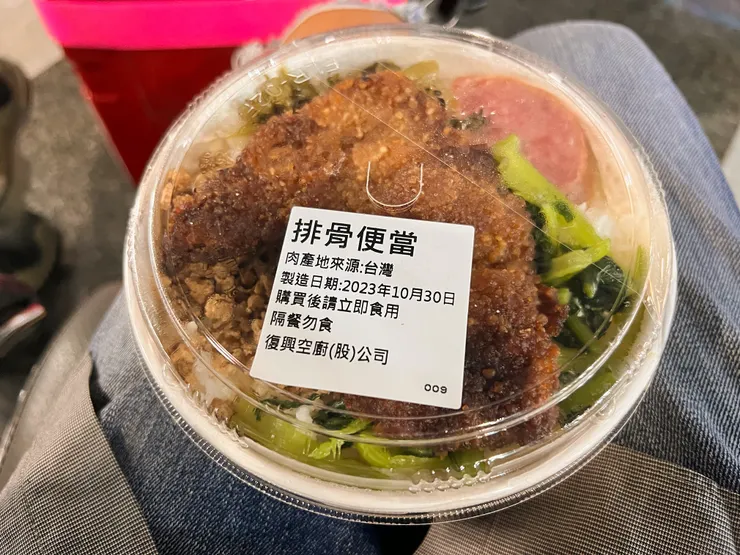 排骨便當
肉產地來源:台灣
製造日期:2023年10月30日
購買後請立即食用
隔餐勿食
復興空廚(股)公司
009